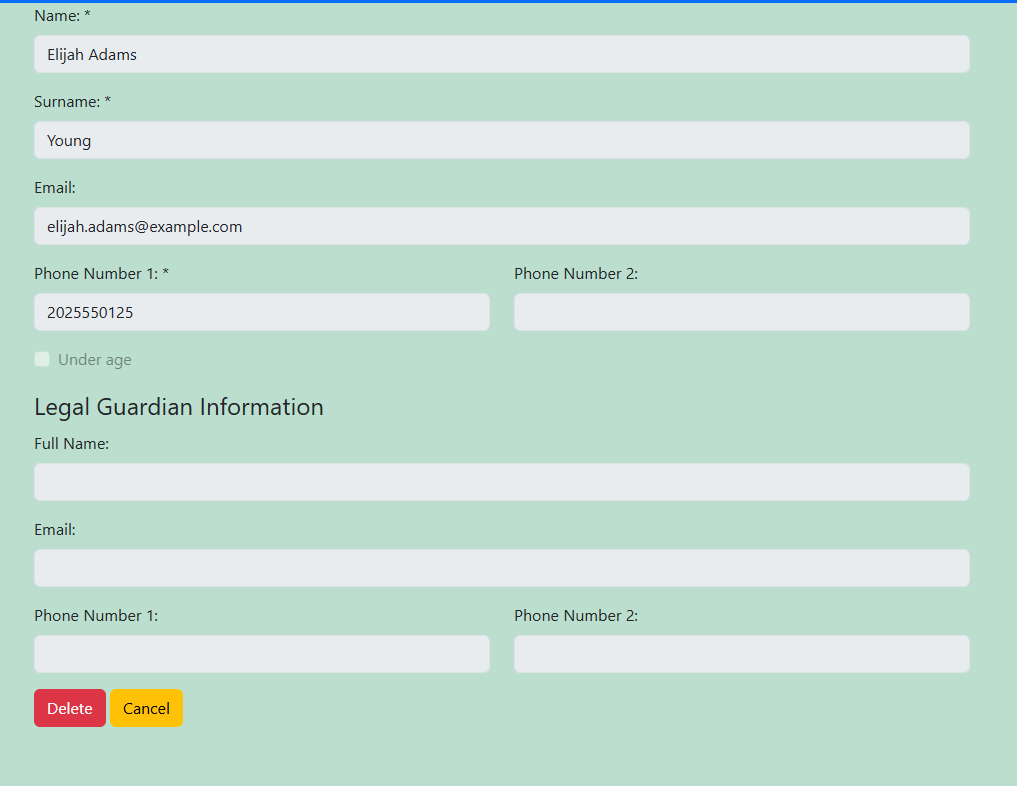 Name: *
Elijah Adams
Surname: *
Young
Email:
elijah.adams@example.com
Phone Number 1: * Phone Number 2:
2025550125
Under age
Legal Guardian Information
Full Name:
Email:
Phone Number 1: Phone Number 2:
Delete Cancel